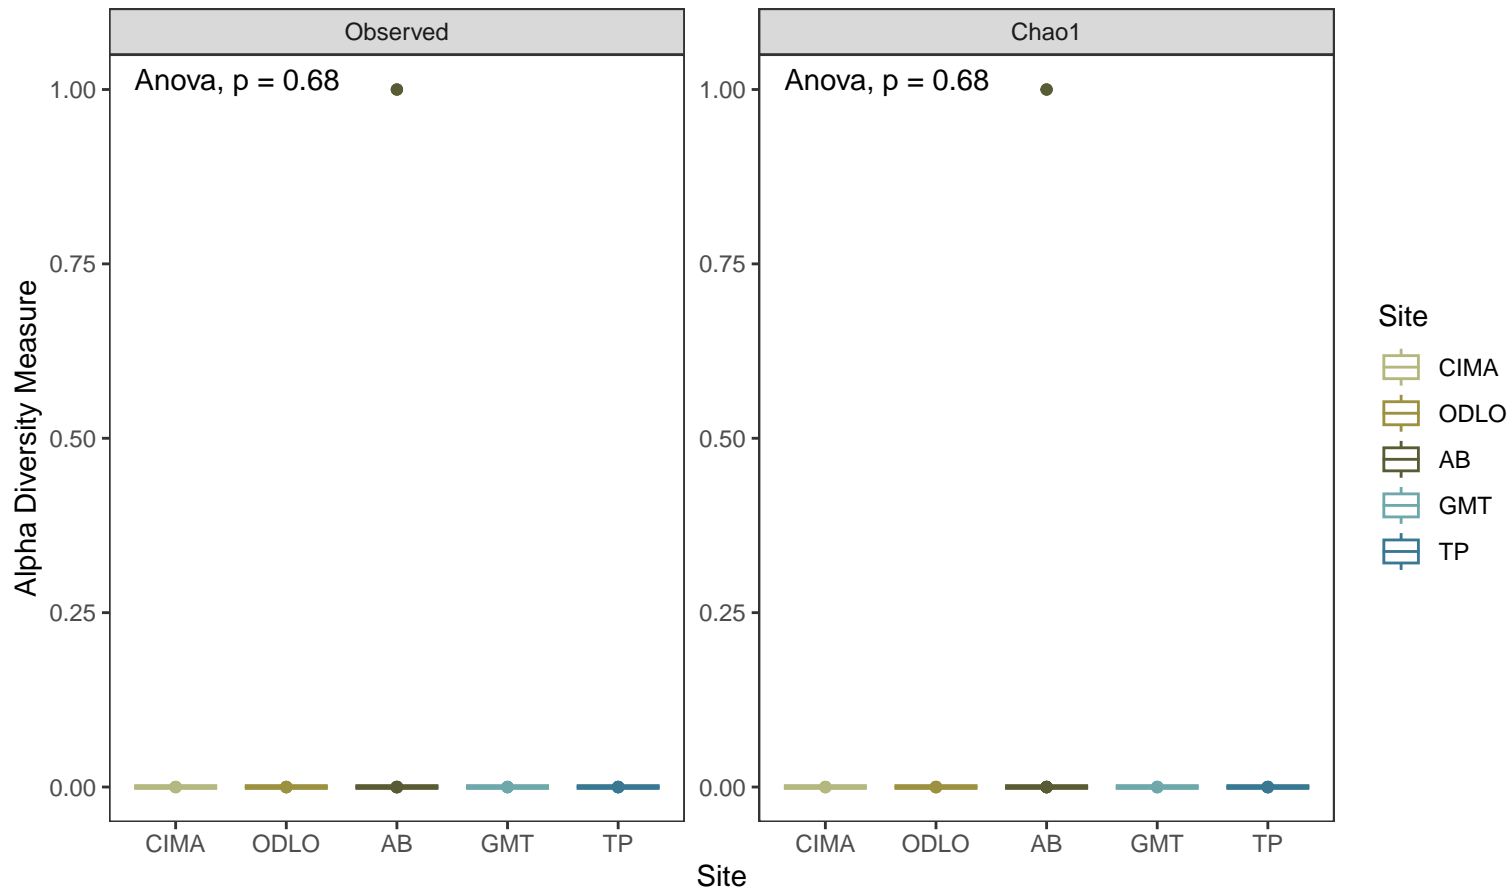 Observed
Chao1
Anova, p = 0.68
Anova, p = 0.68
Alpha Diversity Measure
1.00
0.75
0.50
0.25
0.00
1.00
0.75
0.50
0.25
0.00
CIMA ODLO AB GMT TP
CIMA ODLO AB GMT TP
Site
Site
CIMA
ODLO
AB
GMT
TP